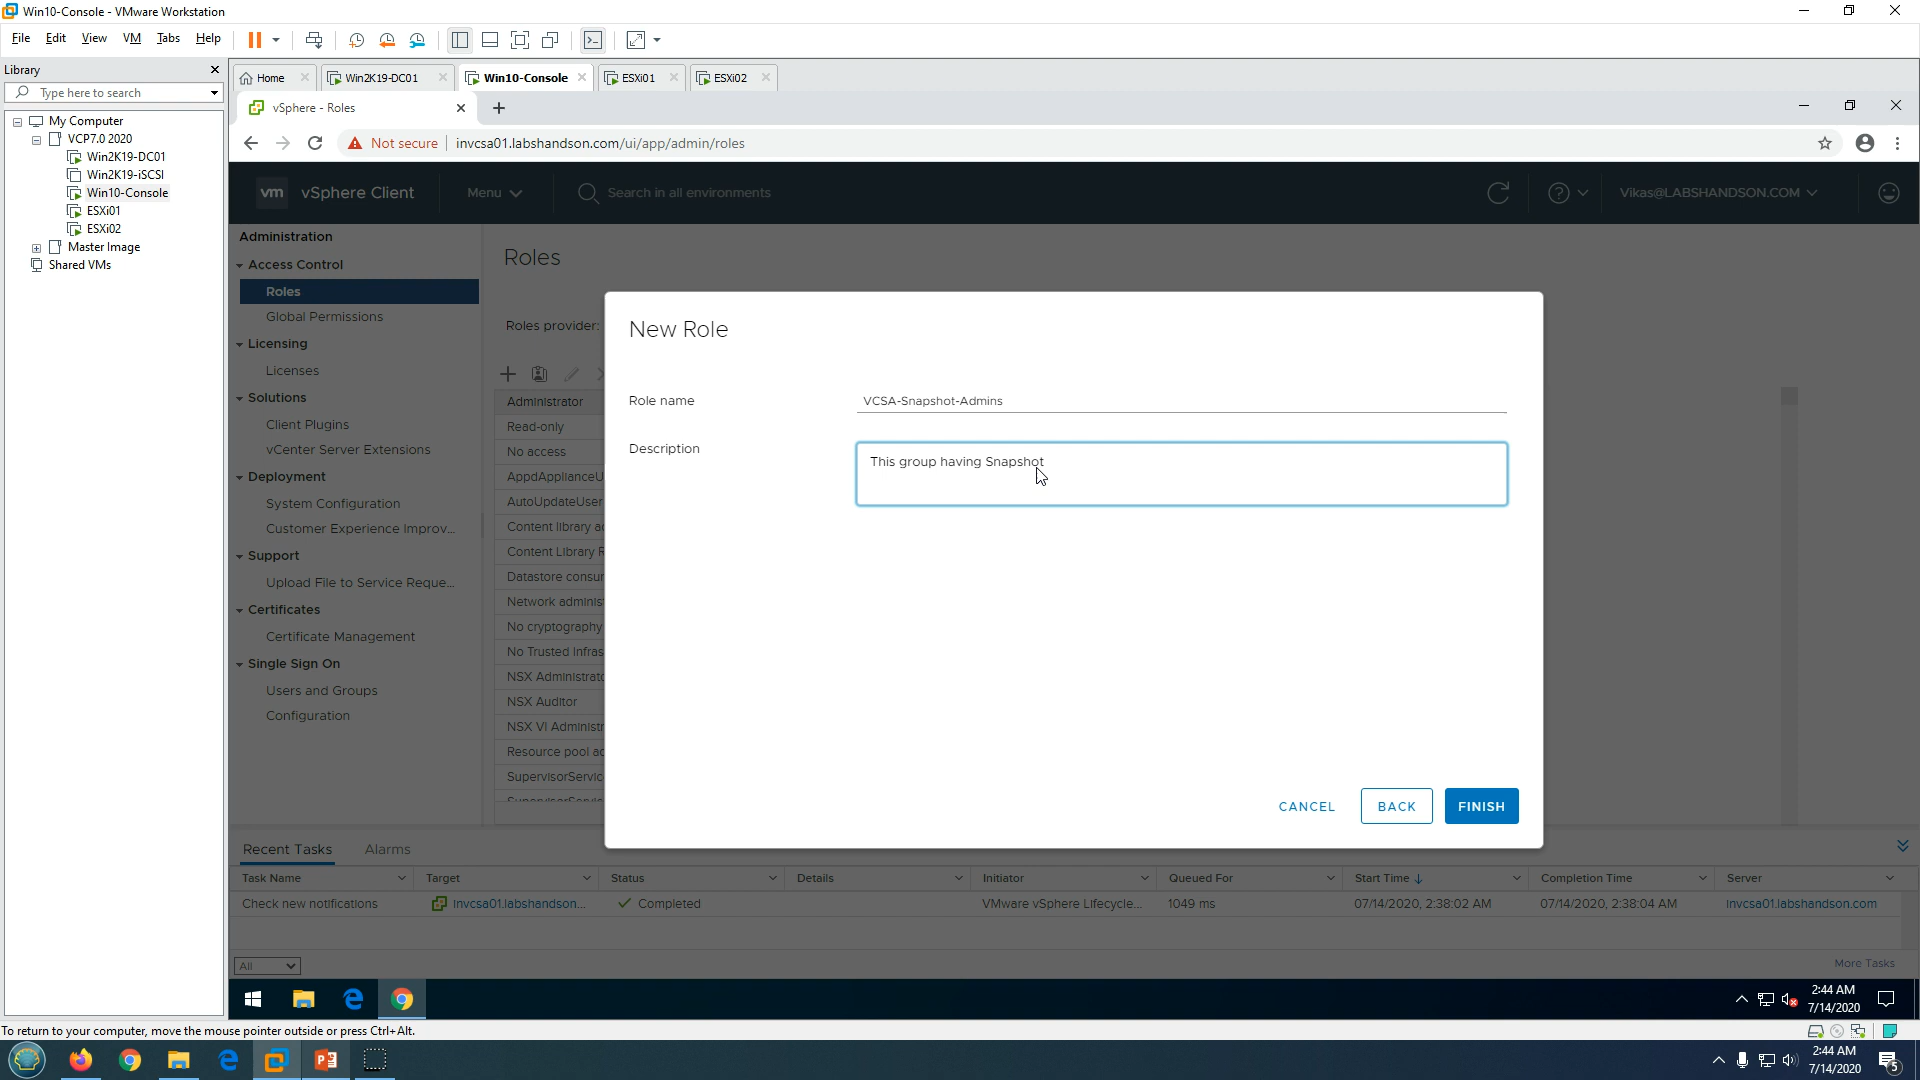 Win10-Console - VMware Workstation
File Edit View VM Tabs Help
Library
Home
Win2K19-DC01
Win10-Console
ESXi01
ESXi02
Type here to search
vSphere - Roles
My Computer
VCP7.0 2020
Win2K19-DC01
Win2K19-iSCSI
Win10-Console
ESXi01
ESXi02
Master Image
Shared VMs
Not secure
invcsa01.labshandson.com/ui/app/admin/roles
vm vSphere Client
Menu
Search in all environments
Vikas@LABSHANDSON.COM
Administration
Access Control
Roles
Global Permissions
Licensing
Licenses
Solutions
Client Plugins
vCenter Server Extensions
Deployment
System Configuration
Customer Experience Improv...
Support
Upload File to Service Reque...
Certificates
Certificate Management
Single Sign On
Users and Groups
Configuration
Roles
Roles provider:
Administrator
Read-only
No access
AppdApplianceU
AutoUpdateUser
Content library a
Content Library R
Datastore consu
Network adminis
No cryptography
No Trusted Infras
NSX Administrat
NSX Auditor
NSX VI Administr
Resource pool a
SupervisorServic
New Role
Role name
VCSA-Snapshot-Admins
Description
This group having Snapshot
CANCEL
BACK
FINISH
Recent Tasks
Alarms
Task Name Target Status Details Initiator Queued For Start Time Completion Time Server
Check new notifications invcsa01.labshandson... Completed VMware vSphere Lifecycle... 1049 ms 07/14/2020, 2:38:02 AM 07/14/2020, 2:38:04 AM invcsa01.labshandson.com
All
More Tasks
2:44 AM
7/14/2020
To return to your computer, move the mouse pointer outside or press Ctrl+Alt.
2:44 AM
7/14/2020
5